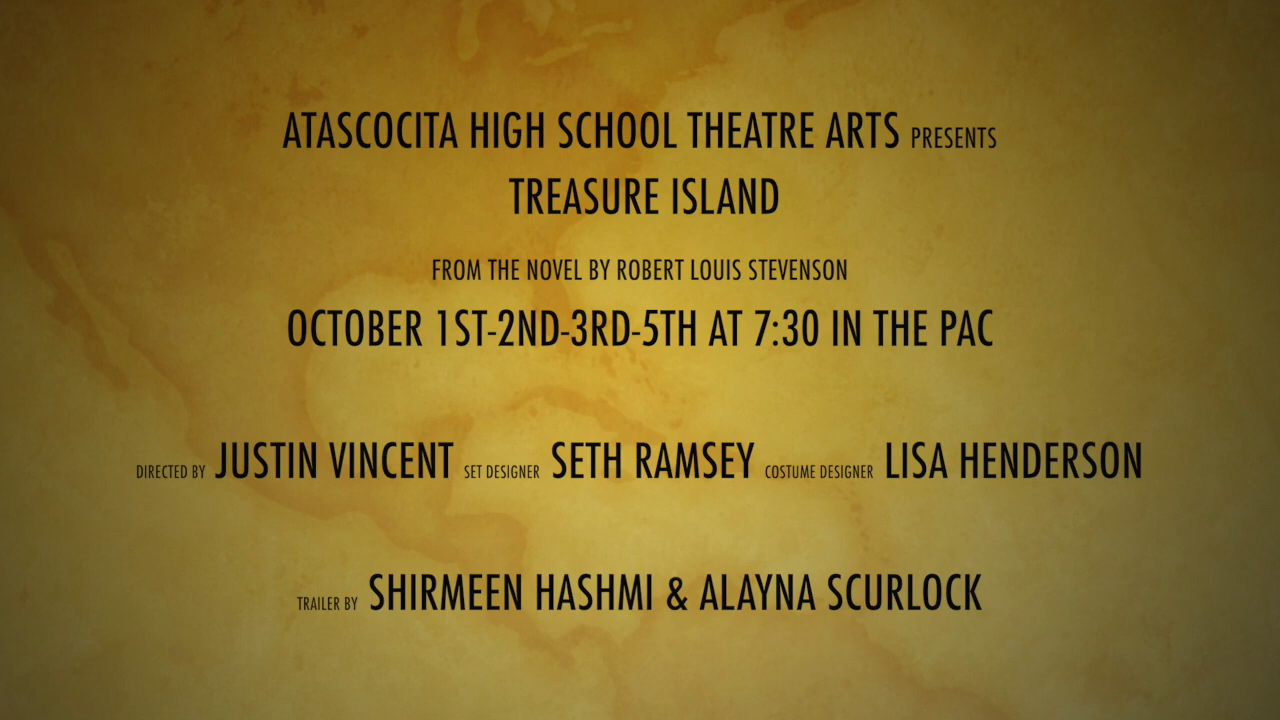 ATASCOCITA HIGH SCHOOL THEATRE ARTS PRESENTS
TREASURE ISLAND
FROM THE NOVEL BY ROBERT LOUIS STEVENSON
OCTOBER 1ST-2ND-3RD-5TH AT 7:30 IN THE PAC
DIRECTED BY JUSTIN VINCENT SET DESIGNER SETH RAMSEY COSTUME DESIGNER LISA HENDERSON
TRAILER BY SHIRMEEN HASHMI & ALAYNA SCURLOCK